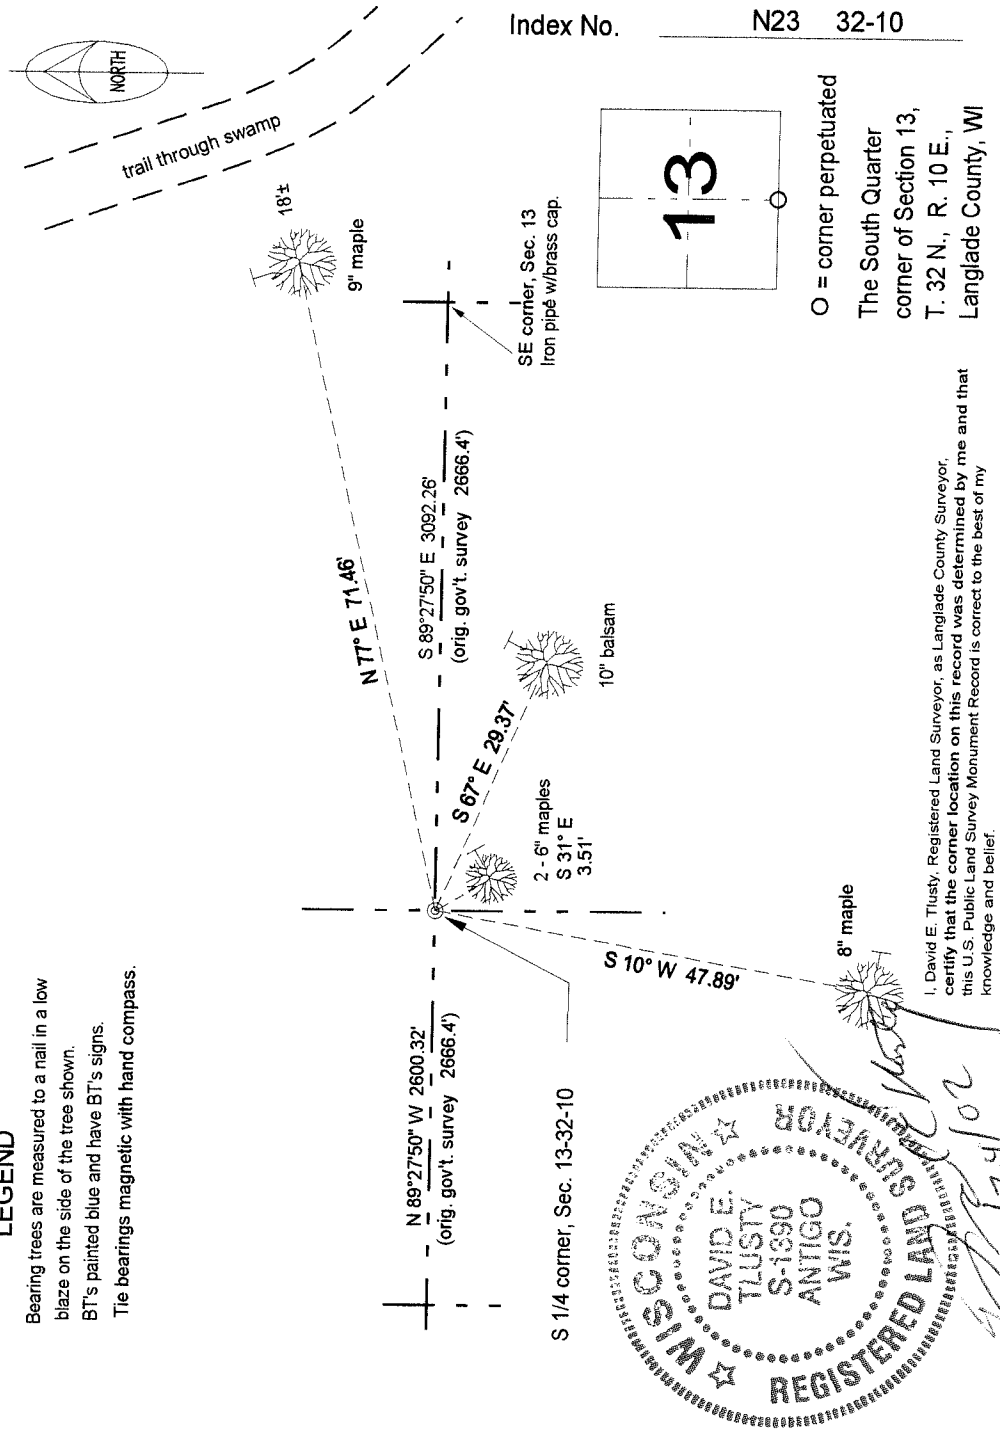 Index No. N23 32-10
NORTH
trail through swamp
18'±
9" maple
N 77° E 71.46'
SE corner, Sec. 13
Iron pipe w/brass cap.
S 89°27'50" E 3092.26'
(orig. gov't. survey 2666.4')
S 67° E 29.37'
10" balsam
2 - 6" maples
S 31° E
3.51'
S 10° W 47.89'
8" maple
N 89°27'50" W 2600.32'
(orig. gov't. survey 2666.4')
S 1/4 corner, Sec. 13-32-10
LEGEND
Bearing trees are measured to a nail in a low
blaze on the side of the tree shown.
BT's painted blue and have BT's signs.
Tie bearings magnetic with hand compass.
13
O = corner perpetuated
The South Quarter
corner of Section 13,
T. 32 N., R. 10 E.,
Langlade County, WI
I, David E. Tlusty, Registered Land Surveyor, as Langlade County Surveyor,
certify that the corner location on this record was determined by me and that
this U.S. Public Land Survey Monument Record is correct to the best of my
knowledge and belief.
WISCONSIN
DAVID E.
TLUSTY
S-1390
ANTIGO
WIS.
REGISTERED LAND SURVEYOR